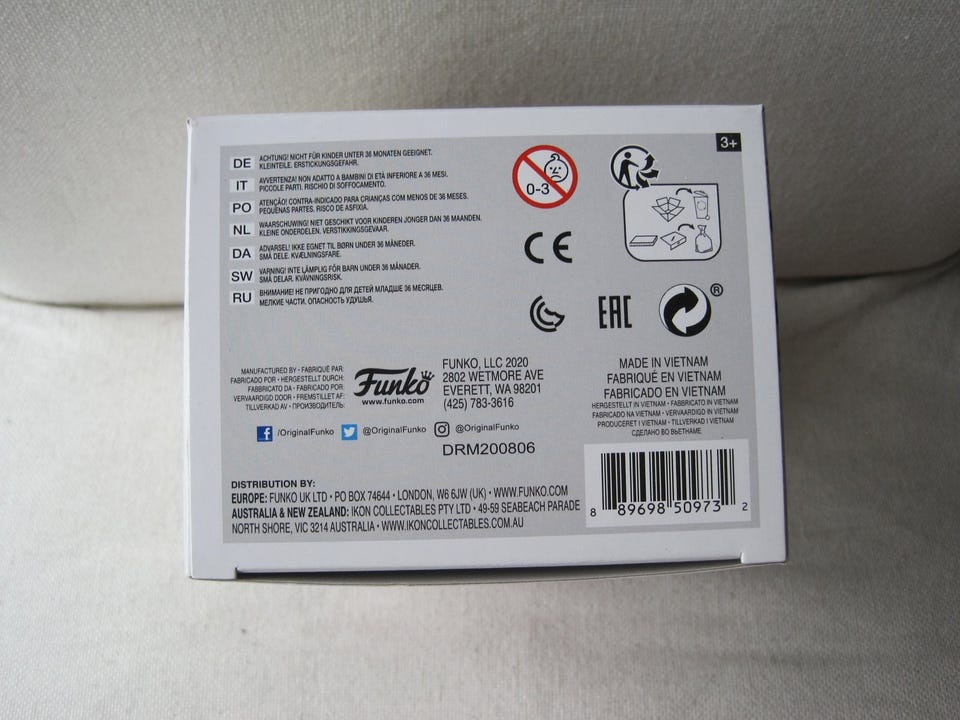 3+
DE ACHTUNG! NICHT FÜR KINDER UNTER 36 MONATEN GEEIGNET.
KLEINTEILE. ERSTICKUNGSGEFAHR.
IT AVVERTENZA! NON ADATTO A BAMBINI DI ETÀ INFERIORE A 36 MESI.
PICCOLE PARTI. RISCHIO DI SOFFOCAMENTO.
PO ATENÇÃO! CONTRA-INDICADO PARA CRIANÇAS COM MENOS DE 36 MESES.
PEQUENAS PARTES. RISCO DE ASFIXIA.
NL WAARSCHUWING! NIET GESCHIKT VOOR KINDEREN JONGER DAN 36 MAANDEN.
KLEINE ONDERDELEN. VERSTIKKINGSGEVAAR.
DA ADVARSEL! IKKE EGNET TIL BØRN UNDER 36 MÅNEDER.
SMÅ DELE. KVÆLNINGSFARE.
SW VARNING! INTE LÄMPLIG FÖR BARN UNDER 36 MÅNADER.
SMÅ DELAR. KVÄVNINGSRISK.
RU ВНИМАНИЕ! НЕ ПРИГОДНО ДЛЯ ДЕТЕЙ МЛАДШЕ 36 МЕСЯЦЕВ.
МЕЛКИЕ ЧАСТИ. ОПАСНОСТЬ УДУШЬЯ.
0-3
CE
EAC
®
MANUFACTURED BY • FABRIQUÉ PAR:
FABRICADO POR • HERGESTELLT DURCH:
FABBRICATO DA • FABRICADO POR:
VERVAARDIGD DOOR • FREMSTILLET AF:
TILLVERKAD AV • ПРОИЗВОДИТЕЛЬ:
Funko
www.funko.com
FUNKO, LLC 2020
2802 WETMORE AVE
EVERETT, WA 98201
(425) 783-3616
MADE IN VIETNAM
FABRIQUÉ EN VIETNAM
FABRICADO EN VIETNAM
HERGESTELLT IN VIETNAM • FABBRICATO IN VIETNAM
FABRICADO NA VIETNAM • VERVAARDIGD IN VIETNAM
PRODUCERET I VIETNAM • TILLVERKAD I VIETNAM
СДЕЛАНО ВО ВЬЕТНАМЕ
/OriginalFunko @OriginalFunko @OriginalFunko
DRM200806
DISTRIBUTION BY:
EUROPE: FUNKO UK LTD • PO BOX 74644 • LONDON, W6 6JW (UK) • WWW.FUNKO.COM
AUSTRALIA & NEW ZEALAND: IKON COLLECTABLES PTY LTD • 49-59 SEABEACH PARADE
NORTH SHORE, VIC 3214 AUSTRALIA • WWW.IKONCOLLECTABLES.COM.AU
8 89698 50973 2